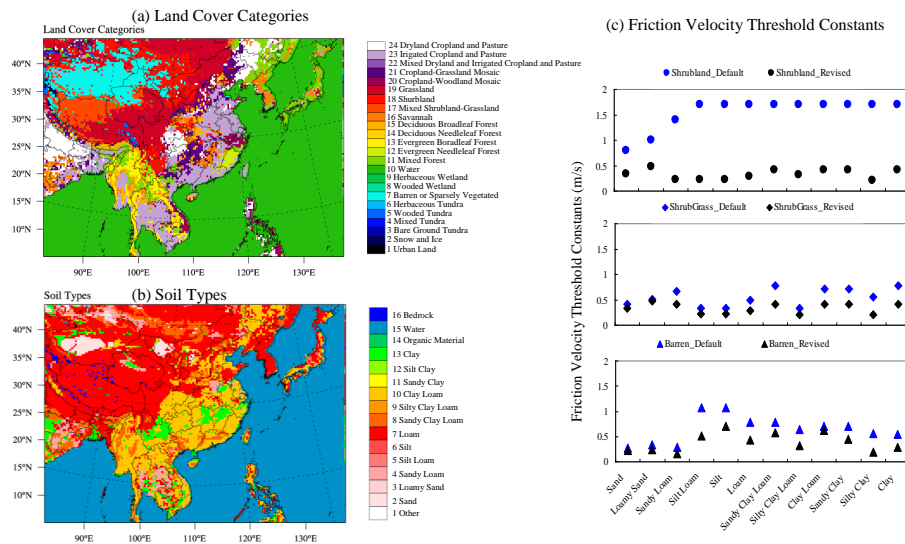 (a) Land Cover Categories
Land Cover Categories
40°N
35°N
30°N
25°N
20°N
15°N
10°N
90°E 100°E 110°E 120°E 130°E
24 Dryland Cropland and Pasture
23 Irrigated Cropland and Pasture
22 Mixed Dryland and Irrigated Cropland and Pasture
21 Cropland-Grassland Mosaic
20 Cropland-Woodland Mosaic
19 Grassland
18 Shurbland
17 Mixed Shrubland-Grassland
16 Savannah
15 Deciduous Broadleaf Forest
14 Deciduous Needleleaf Forest
13 Evergreen Boradleaf Forest
12 Evergreen Needleleaf Forest
11 Mixed Forest
10 Water
9 Herbaceous Wetland
8 Wooded Wetland
7 Barren or Sparsely Vegetated
6 Herbaceous Tundra
5 Wooded Tundra
4 Mixed Tundra
3 Bare Ground Tundra
2 Snow and Ice
1 Urban Land
(b) Soil Types
Soil Types
40°N
35°N
30°N
25°N
20°N
15°N
10°N
90°E 100°E 110°E 120°E 130°E
16 Bedrock
15 Water
14 Organic Material
13 Clay
12 Silt Clay
11 Sandy Clay
10 Clay Loam
9 Silty Clay Loam
8 Sandy Clay Loam
7 Loam
6 Silt
5 Silt Loam
4 Sandy Loam
3 Loamy Sand
2 Sand
1 Other
(c) Friction Velocity Threshold Constants
Friction Velocity Threshold Constants (m/s)
Shrubland_Default Shrubland_Revised
2
1.5
1
0.5
0
ShrubGrass_Default ShrubGrass_Revised
2
1
0.5
0
Barren_Default Barren_Revised
2
1.5
1
0.5
0
Sand
Loamy Sand
Sandy Loam
Silt Loam
Silt
Loam
Sandy Clay Loam
Silty Clay Loam
Clay Loam
Sandy Clay
Silty Clay
Clay